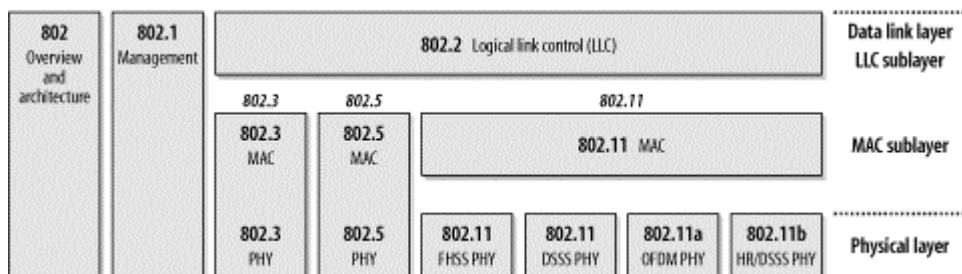 802
Overview
and
architecture
802.1
Management
802.2 Logical link control (LLC)
Data link layer
LLC sublayer
802.3
802.5
802.11
802.3
MAC
802.5
MAC
802.11 MAC
MAC sublayer
802.3
PHY
802.5
PHY
802.11
FHSS PHY
802.11
DSSS PHY
802.11a
OFDM PHY
802.11b
HR/DSSS PHY
Physical layer